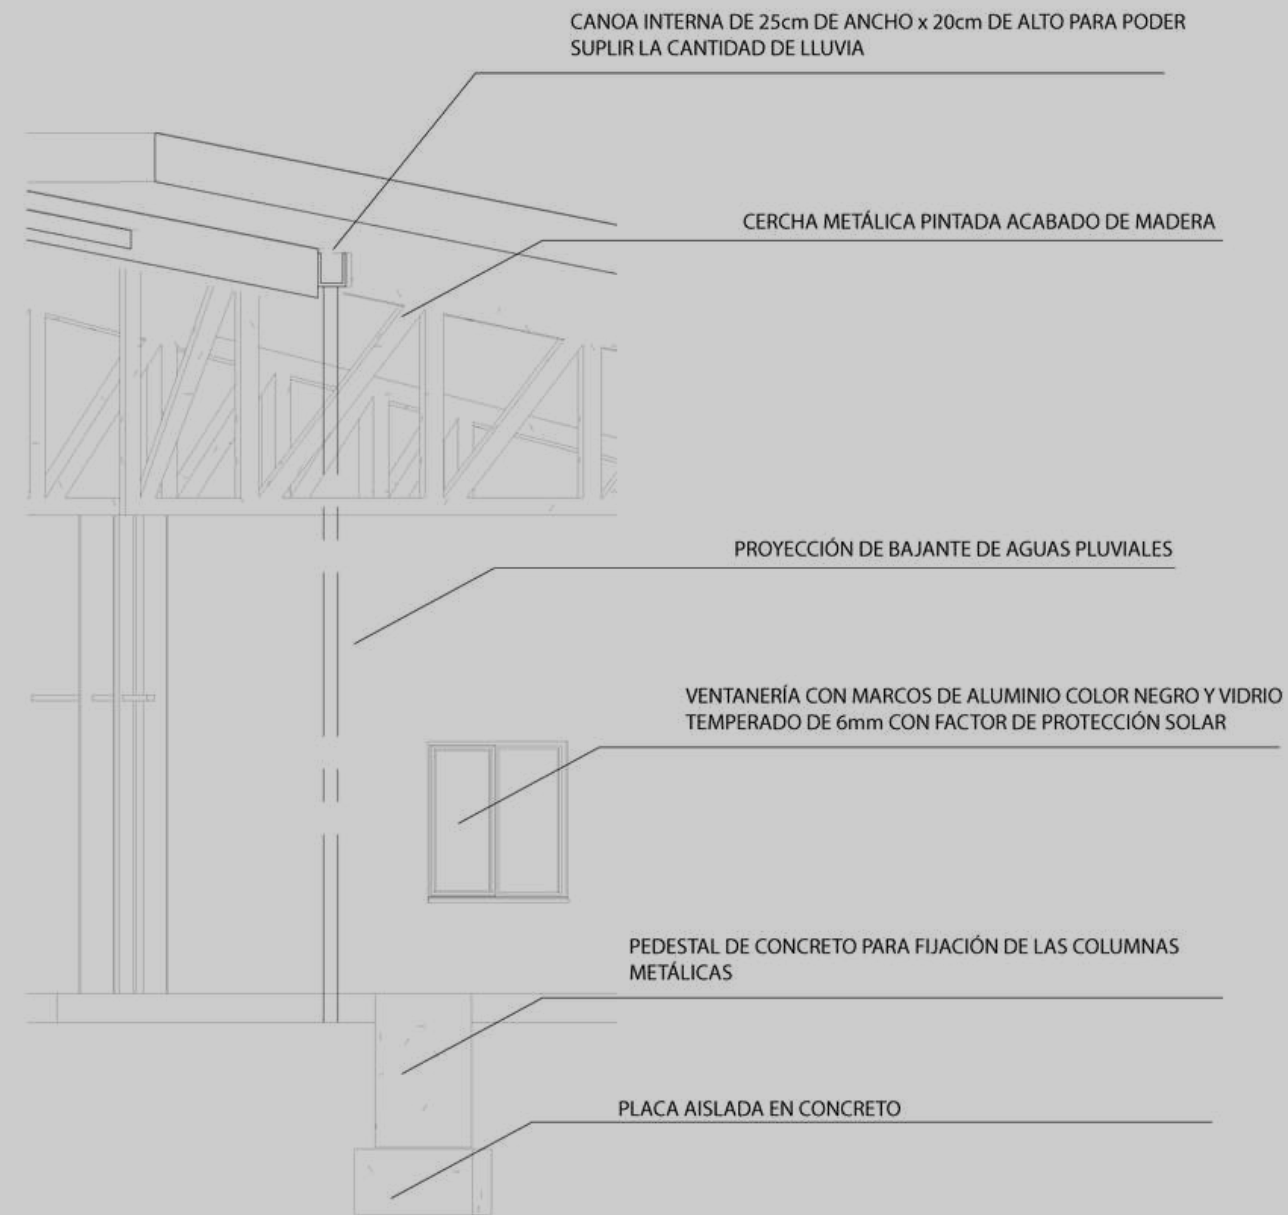 CANOA INTERNA DE 25cm DE ANCHO x 20cm DE ALTO PARA PODER
SUPLIR LA CANTIDAD DE LLUVIA
CERCHA METÁLICA PINTADA ACABADO DE MADERA
PROYECCIÓN DE BAJANTE DE AGUAS PLUVIALES
VENTANERÍA CON MARCOS DE ALUMINIO COLOR NEGRO Y VIDRIO
TEMPERADO DE 6mm CON FACTOR DE PROTECCIÓN SOLAR
PEDESTAL DE CONCRETO PARA FIJACIÓN DE LAS COLUMNAS
METÁLICAS
PLACA AISLADA EN CONCRETO